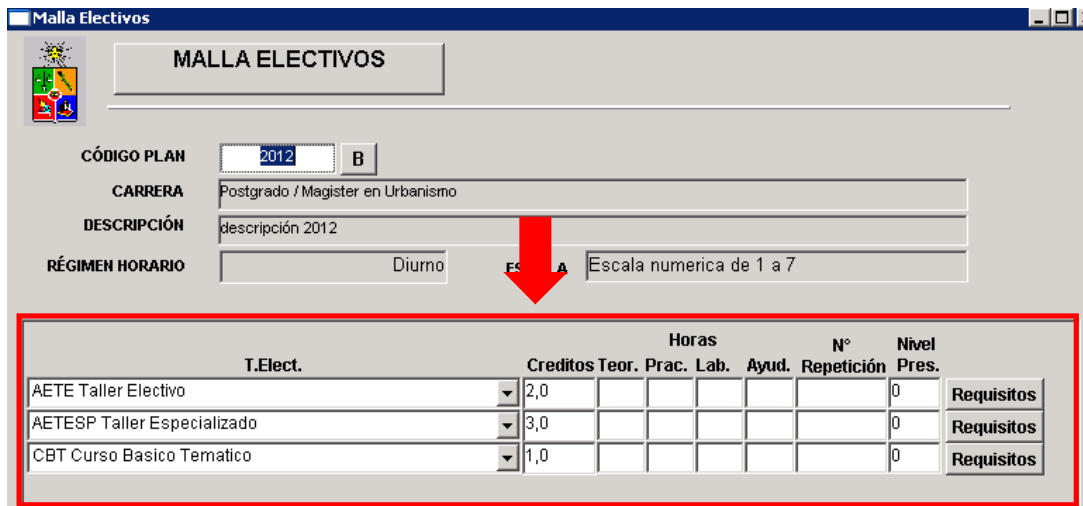 Malla Electivos
MALLA ELECTIVOS
CÓDIGO PLAN 2012 B
CARRERA Postgrado / Magister en Urbanismo
DESCRIPCIÓN descripción 2012
RÉGIMEN HORARIO Diurno Escala numerica de 1 a 7
Horas
T.Elect. Creditos Teor. Prac. Lab. Ayud. N° Repetición Nivel Pres.
AETE Taller Electivo 2,0 0 Requisitos
AETESP Taller Especializado 3,0 0 Requisitos
CBT Curso Basico Tematico 1,0 0 Requisitos